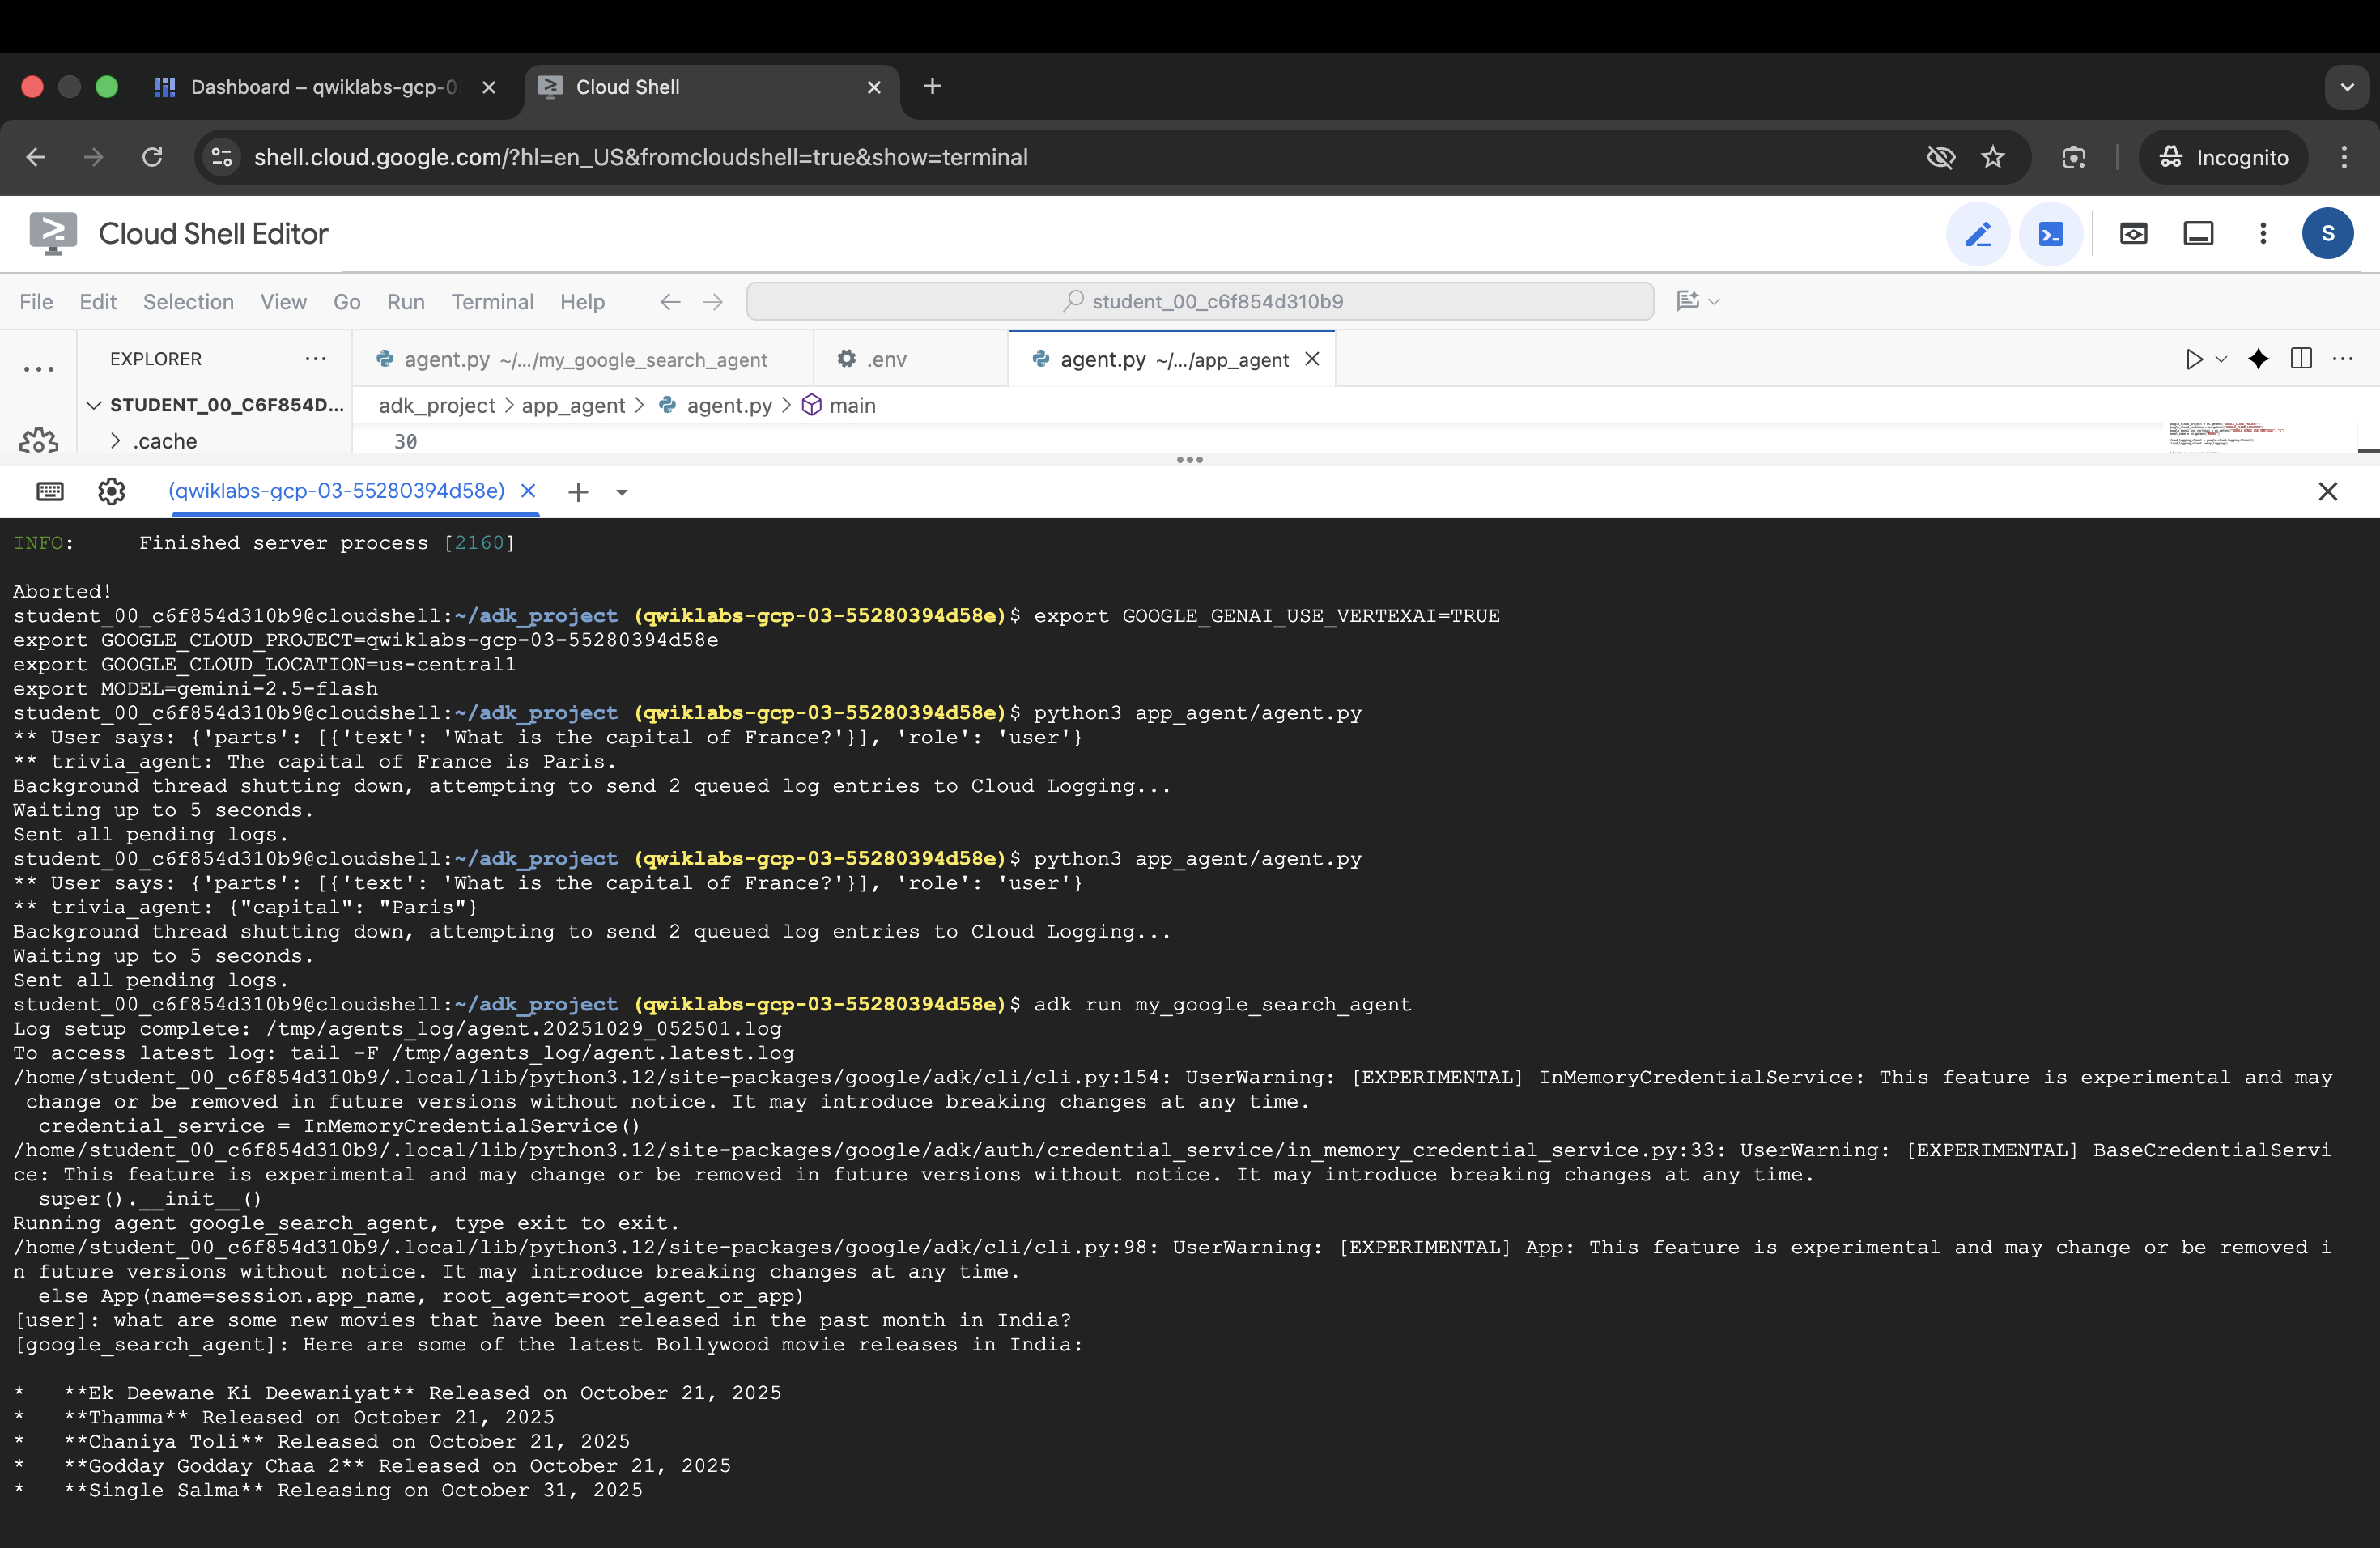 Dashboard – qwiklabs-gcp-0
Cloud Shell
shell.cloud.google.com/?hl=en_US&fromcloudshell=true&show=terminal
Incognito
Cloud Shell Editor
S
File Edit Selection View Go Run Terminal Help
student_00_c6f854d310b9
EXPLORER
agent.py ~/.../my_google_search_agent
.env
agent.py ~/.../app_agent
STUDENT_00_C6F854D...
adk_project > app_agent > agent.py > main
.cache
30
(qwiklabs-gcp-03-55280394d58e)
INFO:     Finished server process [2160]
Aborted!
student_00_c6f854d310b9@cloudshell:~/adk_project (qwiklabs-gcp-03-55280394d58e)$ export GOOGLE_GENAI_USE_VERTEXAI=TRUE
export GOOGLE_CLOUD_PROJECT=qwiklabs-gcp-03-55280394d58e
export GOOGLE_CLOUD_LOCATION=us-central1
export MODEL=gemini-2.5-flash
student_00_c6f854d310b9@cloudshell:~/adk_project (qwiklabs-gcp-03-55280394d58e)$ python3 app_agent/agent.py
** User says: {'parts': [{'text': 'What is the capital of France?'}], 'role': 'user'}
** trivia_agent: The capital of France is Paris.
Background thread shutting down, attempting to send 2 queued log entries to Cloud Logging...
Waiting up to 5 seconds.
Sent all pending logs.
student_00_c6f854d310b9@cloudshell:~/adk_project (qwiklabs-gcp-03-55280394d58e)$ python3 app_agent/agent.py
** User says: {'parts': [{'text': 'What is the capital of France?'}], 'role': 'user'}
** trivia_agent: {"capital": "Paris"}
Background thread shutting down, attempting to send 2 queued log entries to Cloud Logging...
Waiting up to 5 seconds.
Sent all pending logs.
student_00_c6f854d310b9@cloudshell:~/adk_project (qwiklabs-gcp-03-55280394d58e)$ adk run my_google_search_agent
Log setup complete: /tmp/agents_log/agent.20251029_052501.log
To access latest log: tail -F /tmp/agents_log/agent.latest.log
/home/student_00_c6f854d310b9/.local/lib/python3.12/site-packages/google/adk/cli/cli.py:154: UserWarning: [EXPERIMENTAL] InMemoryCredentialService: This feature is experimental and may
 change or be removed in future versions without notice. It may introduce breaking changes at any time.
  credential_service = InMemoryCredentialService()
/home/student_00_c6f854d310b9/.local/lib/python3.12/site-packages/google/adk/auth/credential_service/in_memory_credential_service.py:33: UserWarning: [EXPERIMENTAL] BaseCredentialServi
ce: This feature is experimental and may change or be removed in future versions without notice. It may introduce breaking changes at any time.
  super().__init__()
Running agent google_search_agent, type exit to exit.
/home/student_00_c6f854d310b9/.local/lib/python3.12/site-packages/google/adk/cli/cli.py:98: UserWarning: [EXPERIMENTAL] App: This feature is experimental and may change or be removed i
n future versions without notice. It may introduce breaking changes at any time.
  else App(name=session.app_name, root_agent=root_agent_or_app)
[user]: what are some new movies that have been released in the past month in India?
[google_search_agent]: Here are some of the latest Bollywood movie releases in India:
*   **Ek Deewane Ki Deewaniyat** Released on October 21, 2025
*   **Thamma** Released on October 21, 2025
*   **Chaniya Toli** Released on October 21, 2025
*   **Godday Godday Chaa 2** Released on October 21, 2025
*   **Single Salma** Releasing on October 31, 2025